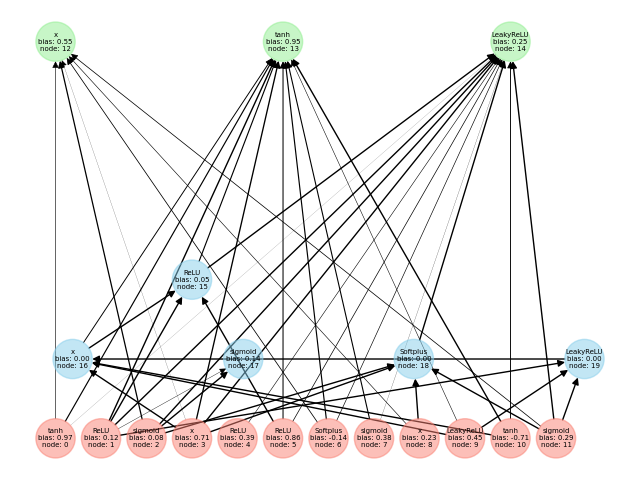 x
bias: 0.55
node: 12
tanh
bias: 0.95
node: 13
LeakyReLU
bias: 0.25
node: 14
ReLU
bias: 0.05
node: 15
x
bias: 0.00
node: 16
sigmoid
bias: 0.14
node: 17
Softplus
bias: 0.00
node: 18
LeakyReLU
bias: 0.00
node: 19
tanh
bias: 0.97
node: 0
ReLU
bias: 0.12
node: 1
sigmoid
bias: 0.08
node: 2
x
bias: 0.71
node: 3
ReLU
bias: 0.39
node: 4
ReLU
bias: 0.86
node: 5
Softplus
bias: -0.14
node: 6
sigmoid
bias: 0.38
node: 7
x
bias: 0.23
node: 8
LeakyReLU
bias: 0.45
node: 9
tanh
bias: -0.71
node: 10
sigmoid
bias: 0.29
node: 11